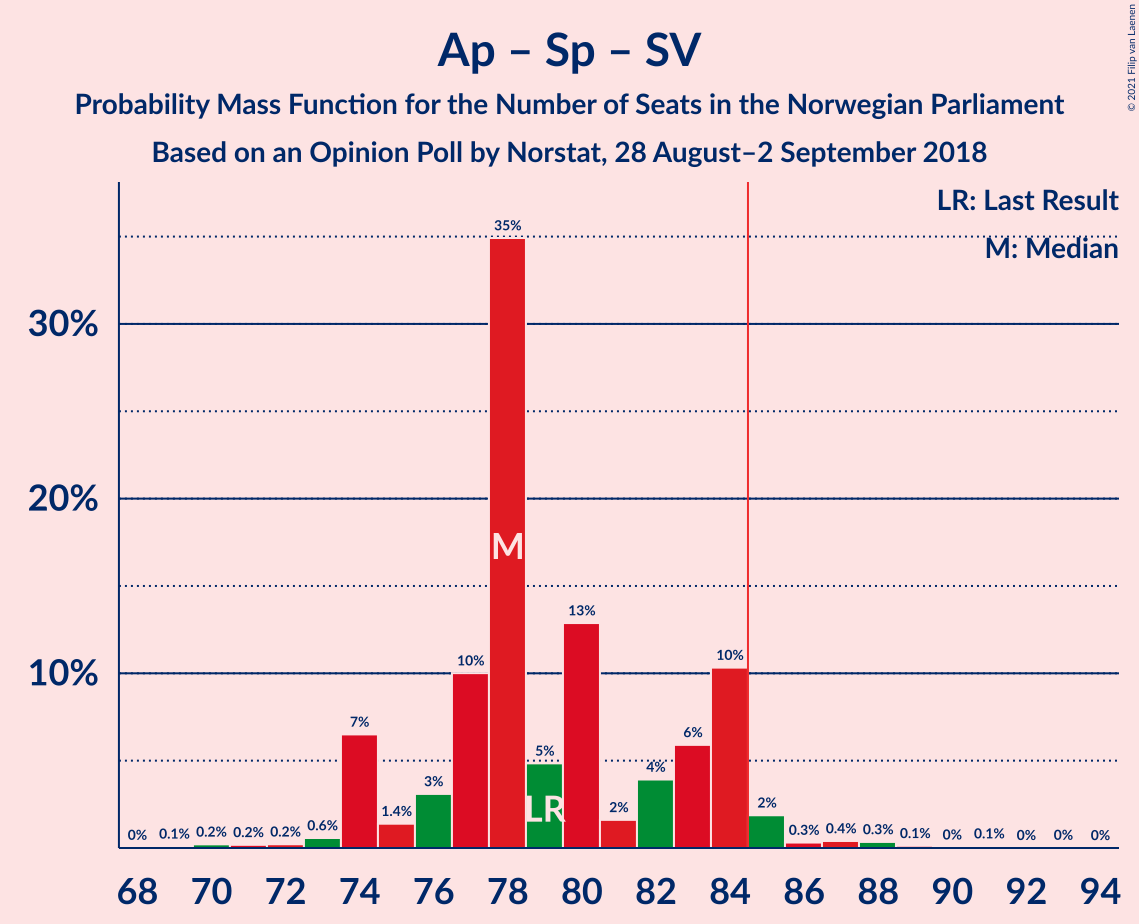 Ap – Sp – SV
Probability Mass Function for the Number of Seats in the Norwegian Parliament
Based on an Opinion Poll by Norstat, 28 August–2 September 2018
© 2021 Filip van Laenen
LR: Last Result
M: Median
30%
20%
10%
0% 0.1% 0.2% 0.2% 0.2% 0.6% 7% 1.4% 3% 10% 35% 5% 13% 2% 4% 6% 10% 2% 0.3% 0.4% 0.3% 0.1% 0% 0.1% 0% 0% 0%
M
LR
68 70 72 74 76 78 80 82 84 86 88 90 92 94